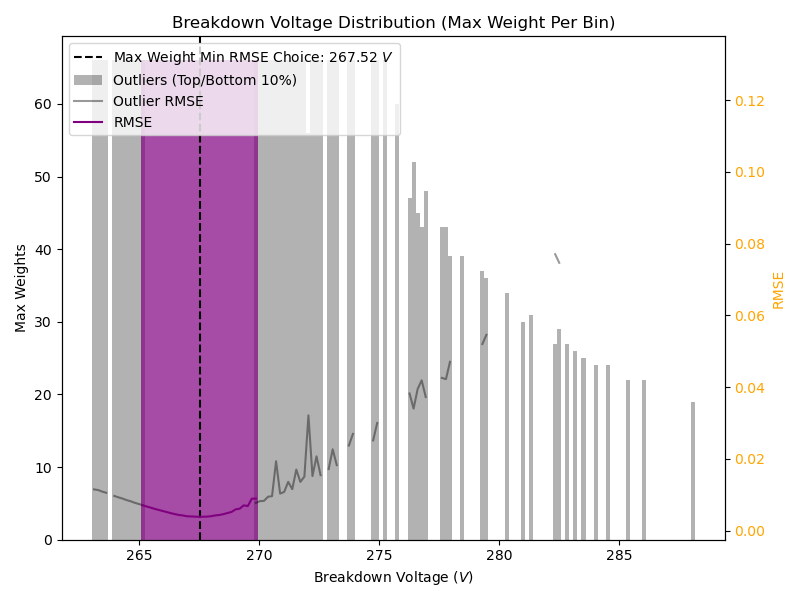 Breakdown Voltage Distribution (Max Weight Per Bin)
Max Weight Min RMSE Choice: 267.52 V
Outliers (Top/Bottom 10%)
Outlier RMSE
RMSE
Max Weights
60
50
40
30
20
10
0
0.12
0.10
0.08
0.06
0.04
0.02
0.00
RMSE
265 270 275 280 285
Breakdown Voltage (V)